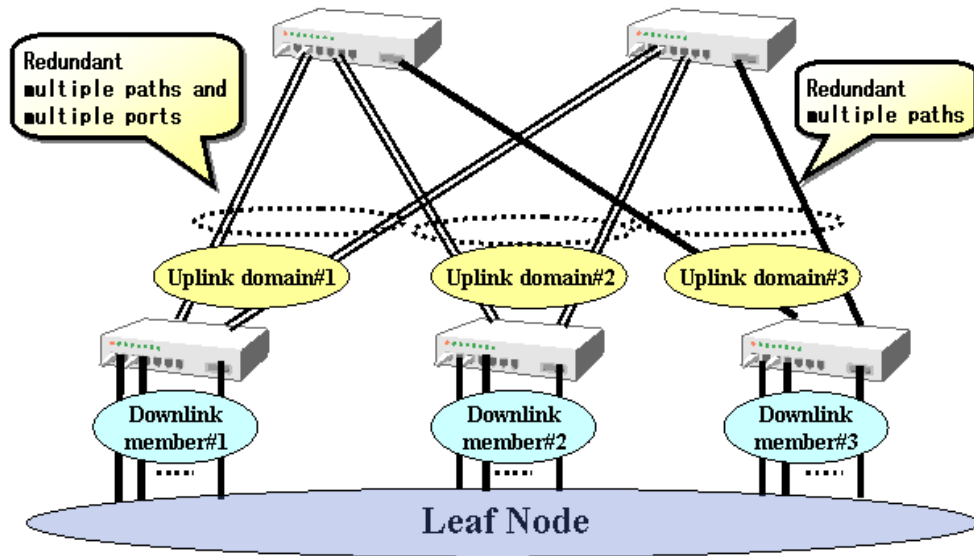 Redundant
multiple paths and
multiple ports
Redundant
multiple paths
Uplink domain#1
Uplink domain#2
Uplink domain#3
Downlink
member#1
Downlink
member#2
Downlink
member#3
Leaf Node